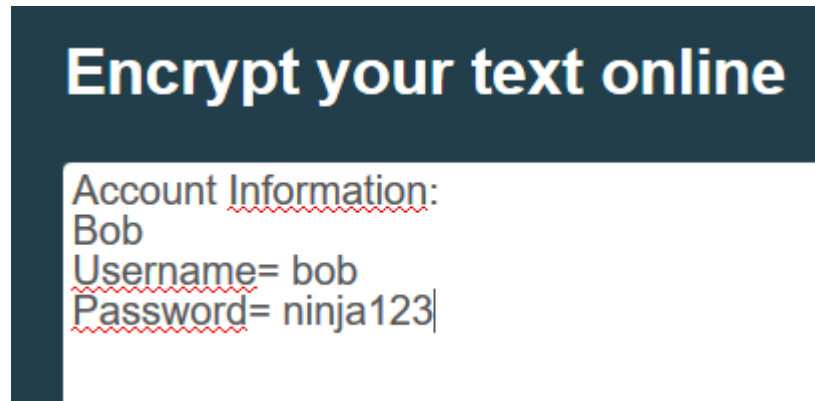 Encrypt your text online
Account Information:
Bob
Username= bob
Password= ninja123